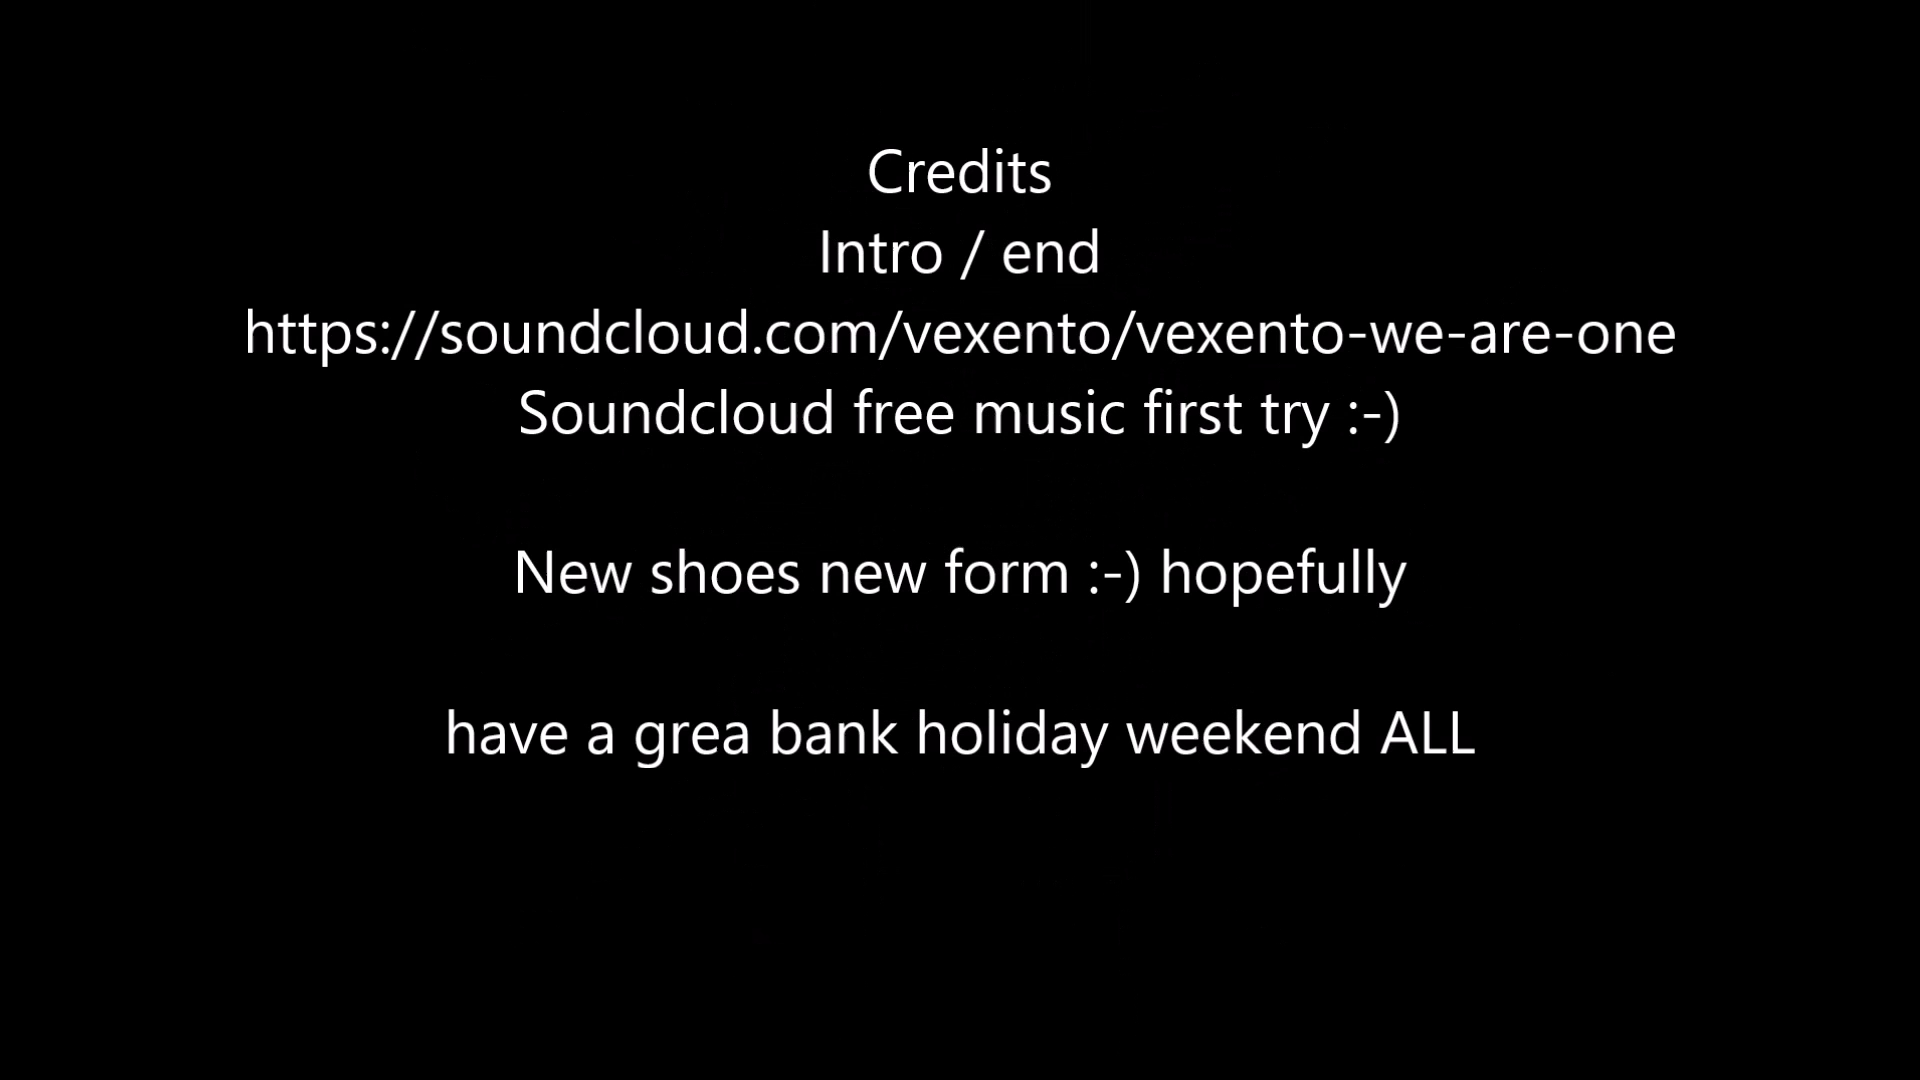 Credits
Intro / end
https://soundcloud.com/vexento/vexento-we-are-one
Soundcloud free music first try :-)
New shoes new form :-) hopefully
have a grea bank holiday weekend ALL